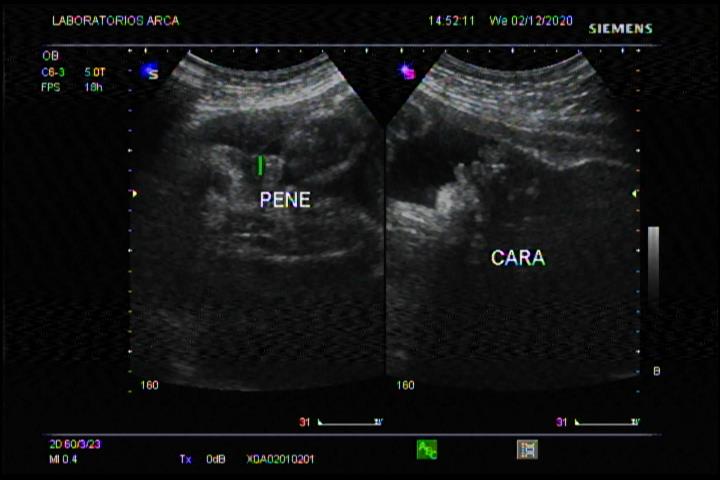 LABORATORIOS ARCA
14:52:11 We 02/12/2020
SIEMENS
OB
C6-3 5.0T
FPS 18h
S
S
PENE
CARA
160
160
B
31
31
2D 60/3/23
MI 0.4
Tx 0dB XDA02010201
ABC